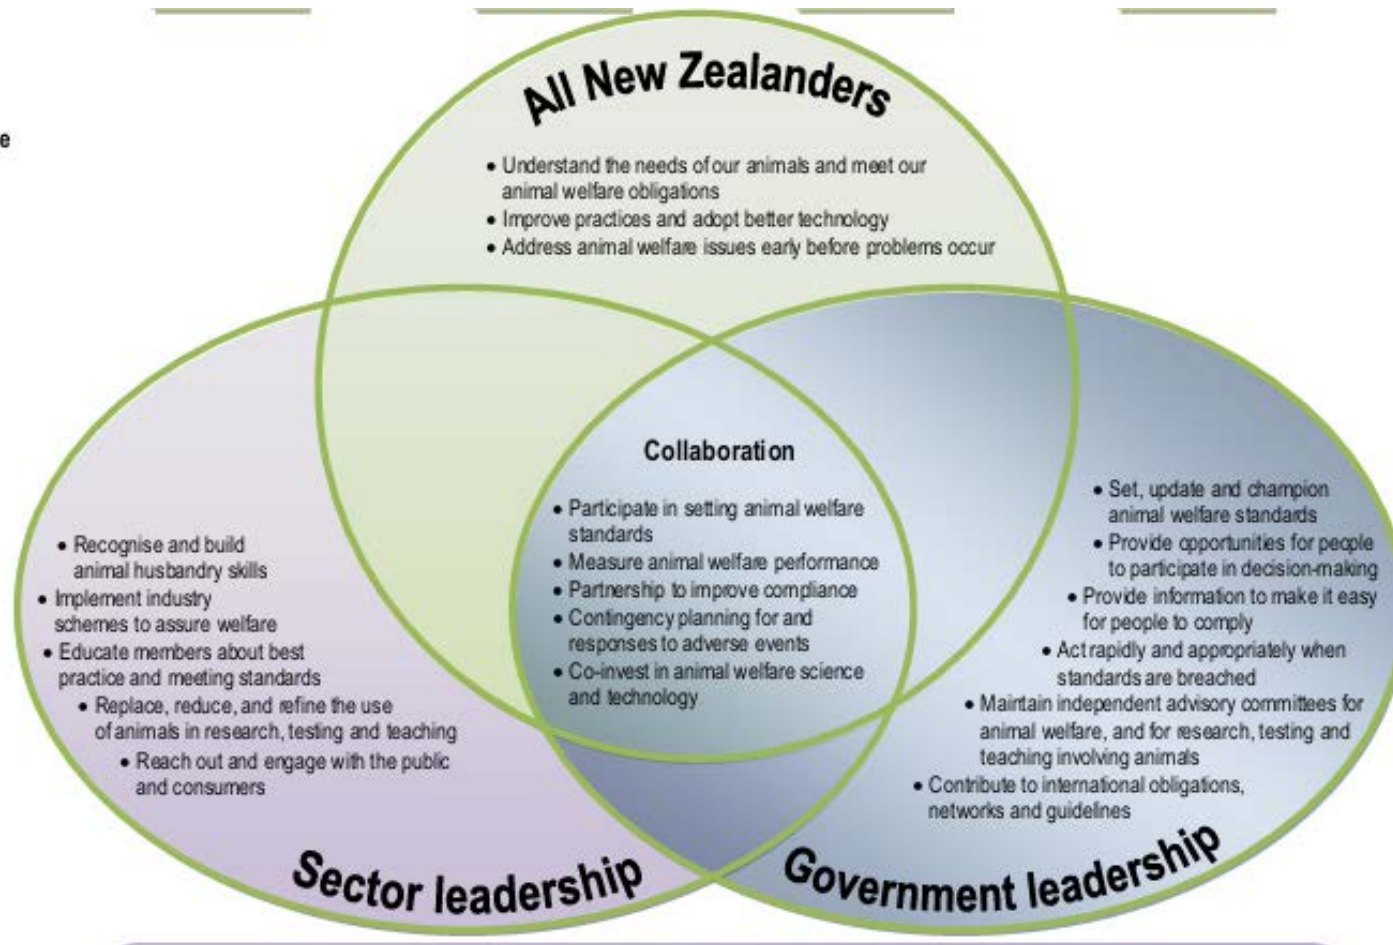 e
All New Zealanders
• Understand the needs of our animals and meet our
animal welfare obligations
• Improve practices and adopt better technology
• Address animal welfare issues early before problems occur
Collaboration
• Participate in setting animal welfare
standards
• Measure animal welfare performance
• Partnership to improve compliance
• Contingency planning for and
responses to adverse events
• Co-invest in animal welfare science
and technology
• Recognise and build
animal husbandry skills
• Implement industry
schemes to assure welfare
• Educate members about best
practice and meeting standards
• Replace, reduce, and refine the use
of animals in research, testing and teaching
• Reach out and engage with the public
and consumers
Sector leadership
• Set, update and champion
animal welfare standards
• Provide opportunities for people
to participate in decision-making
• Provide information to make it easy
for people to comply
• Act rapidly and appropriately when
standards are breached
• Maintain independent advisory committees for
animal welfare, and for research, testing and
teaching involving animals
• Contribute to international obligations,
networks and guidelines
Government leadership